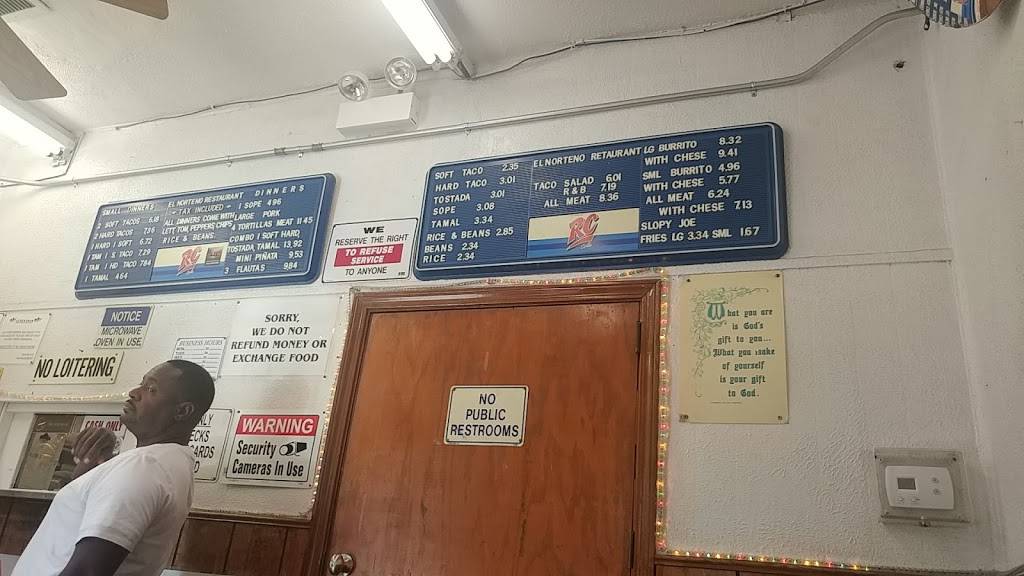 SMALL DINNERS
2 SOFT TACOS 6.18
2 HARD TACOS 7.96
1 HARD 1 SOFT 6.72
1 TAM 1 S TACO 7.29
1 TAM 1 HD TACO 7.84
1 TAMAL 4.64
EL NORTENO RESTAURANT DINNERS
- TAX INCLUDED -
ALL DINNERS COME WITH
LETT TOM, PEPPERS, CHIPS
RICE & BEANS
RC
1 SOPE 4.96
LARGE PORK
4 TORTILLAS MEAT 11.45
COMBO 1 SOFT HARD,
TOSTADA TAMAL 13.92
MINI PIÑATA 9.53
3 FLAUTAS 9.84
WE
RESERVE THE RIGHT
TO REFUSE
SERVICE
TO ANYONE
SOFT TACO 2.35
HARD TACO 3.01
TOSTADA 3.01
SOPE 3.08
TAMAL 3.34
RICE & BEANS 2.85
BEANS 2.34
RICE 2.34
EL NORTENO RETAURANT
TACO SALAD 6.01
R & B 7.19
ALL MEAT 8.36
RC
LG BURRITO 8.32
WITH CHESE 9.41
SML BURRITO 4.96
WITH CHESE 5.77
ALL MEAT 6.24
WITH CHESE 7.13
SLOPY JOE
FRIES LG 3.34 SML 1.67
NOTICE
MICROWAVE
OVEN IN USE
NO LOITERING
BUSINESS HOURS
SORRY,
WE DO NOT
REFUND MONEY OR
EXCHANGE FOOD
CASH ONLY
WARNING
Security
Cameras In Use
NO
PUBLIC
RESTROOMS
What you are
is God's
gift to you...
What you make
of yourself
is your gift
to God.